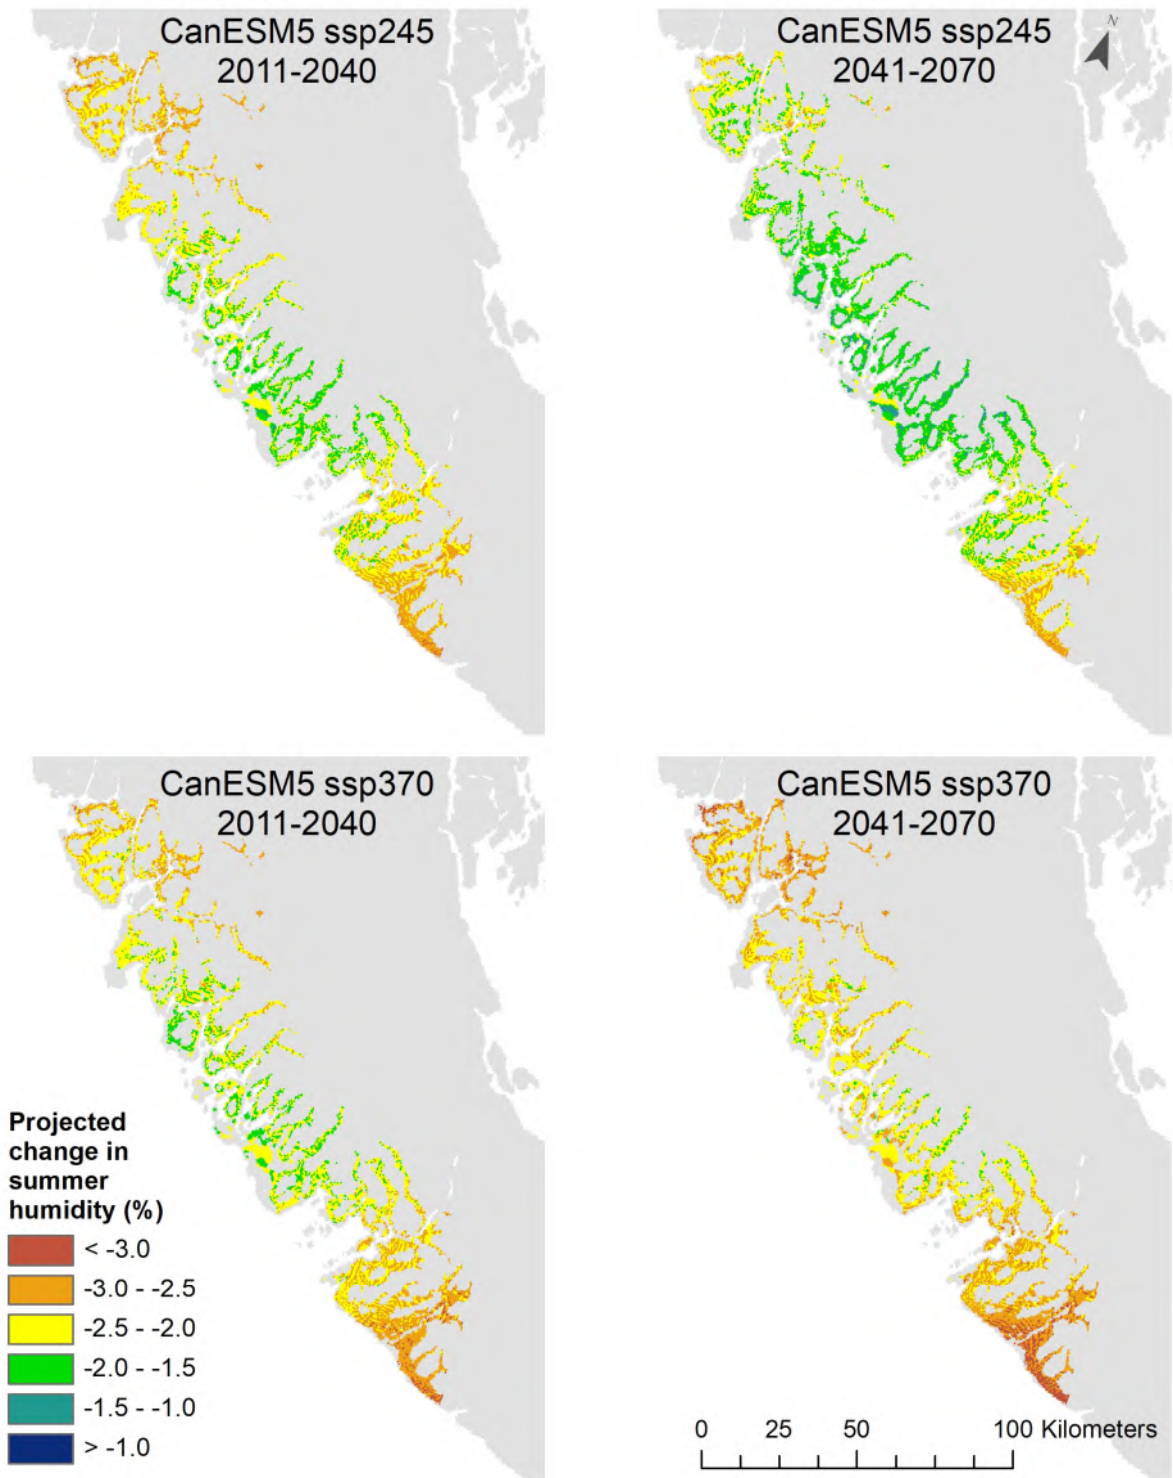 CanESM5 ssp245
2011-2040
CanESM5 ssp245
2041-2070
N
CanESM5 ssp370
2011-2040
CanESM5 ssp370
2041-2070
Projected
change in
summer
humidity (%)
< -3.0
-3.0 - -2.5
-2.5 - -2.0
-2.0 - -1.5
-1.5 - -1.0
> -1.0
0 25 50 100 Kilometers